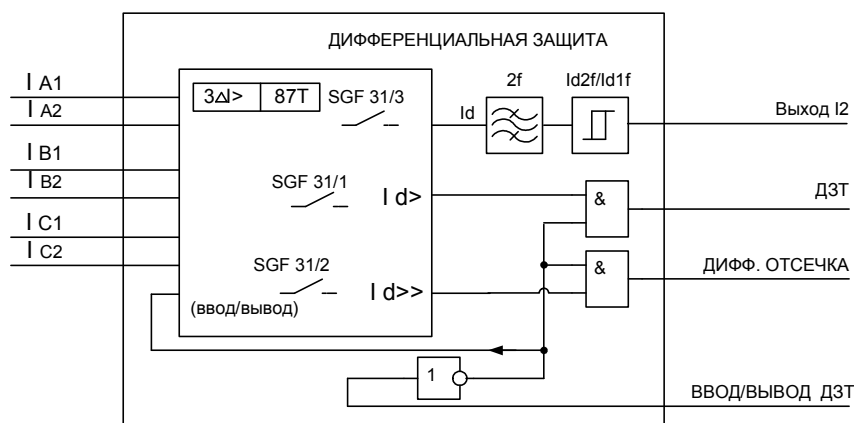 ДИФФЕРЕНЦИАЛЬНАЯ ЗАЩИТА
I A1
I A2
I B1
I B2
I C1
I C2
3ΔI>
87T
SGF 31/3
SGF 31/1
SGF 31/2
(ввод/вывод)
I d>
I d>>
Id
2f
Id2f/Id1f
&
&
1
Выход I2
ДЗТ
ДИФФ. ОТСЕЧКА
ВВОД/ВЫВОД ДЗТ